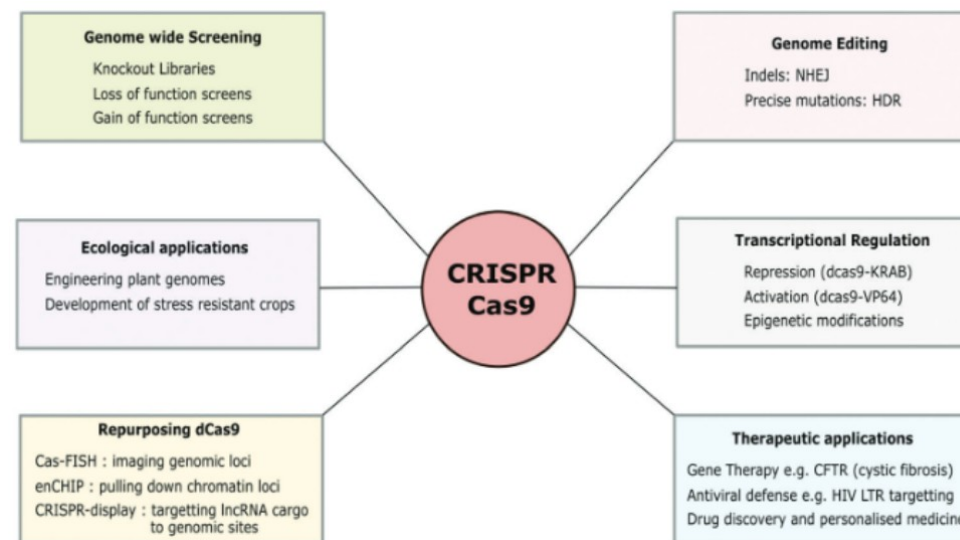 Genome wide Screening
Knockout Libraries
Loss of function screens
Gain of function screens
Genome Editing
Indels: NHEJ
Precise mutations: HDR
Ecological applications
Engineering plant genomes
Development of stress resistant crops
CRISPR
Cas9
Transcriptional Regulation
Repression (dcas9-KRAB)
Activation (dcas9-VP64)
Epigenetic modifications
Repurposing dCas9
Cas-FISH : imaging genomic loci
enCHIP : pulling down chromatin loci
CRISPR-display : targetting lncRNA cargo
to genomic sites
Therapeutic applications
Gene Therapy e.g. CFTR (cystic fibrosis)
Antiviral defense e.g. HIV LTR targetting
Drug discovery and personalised medicine